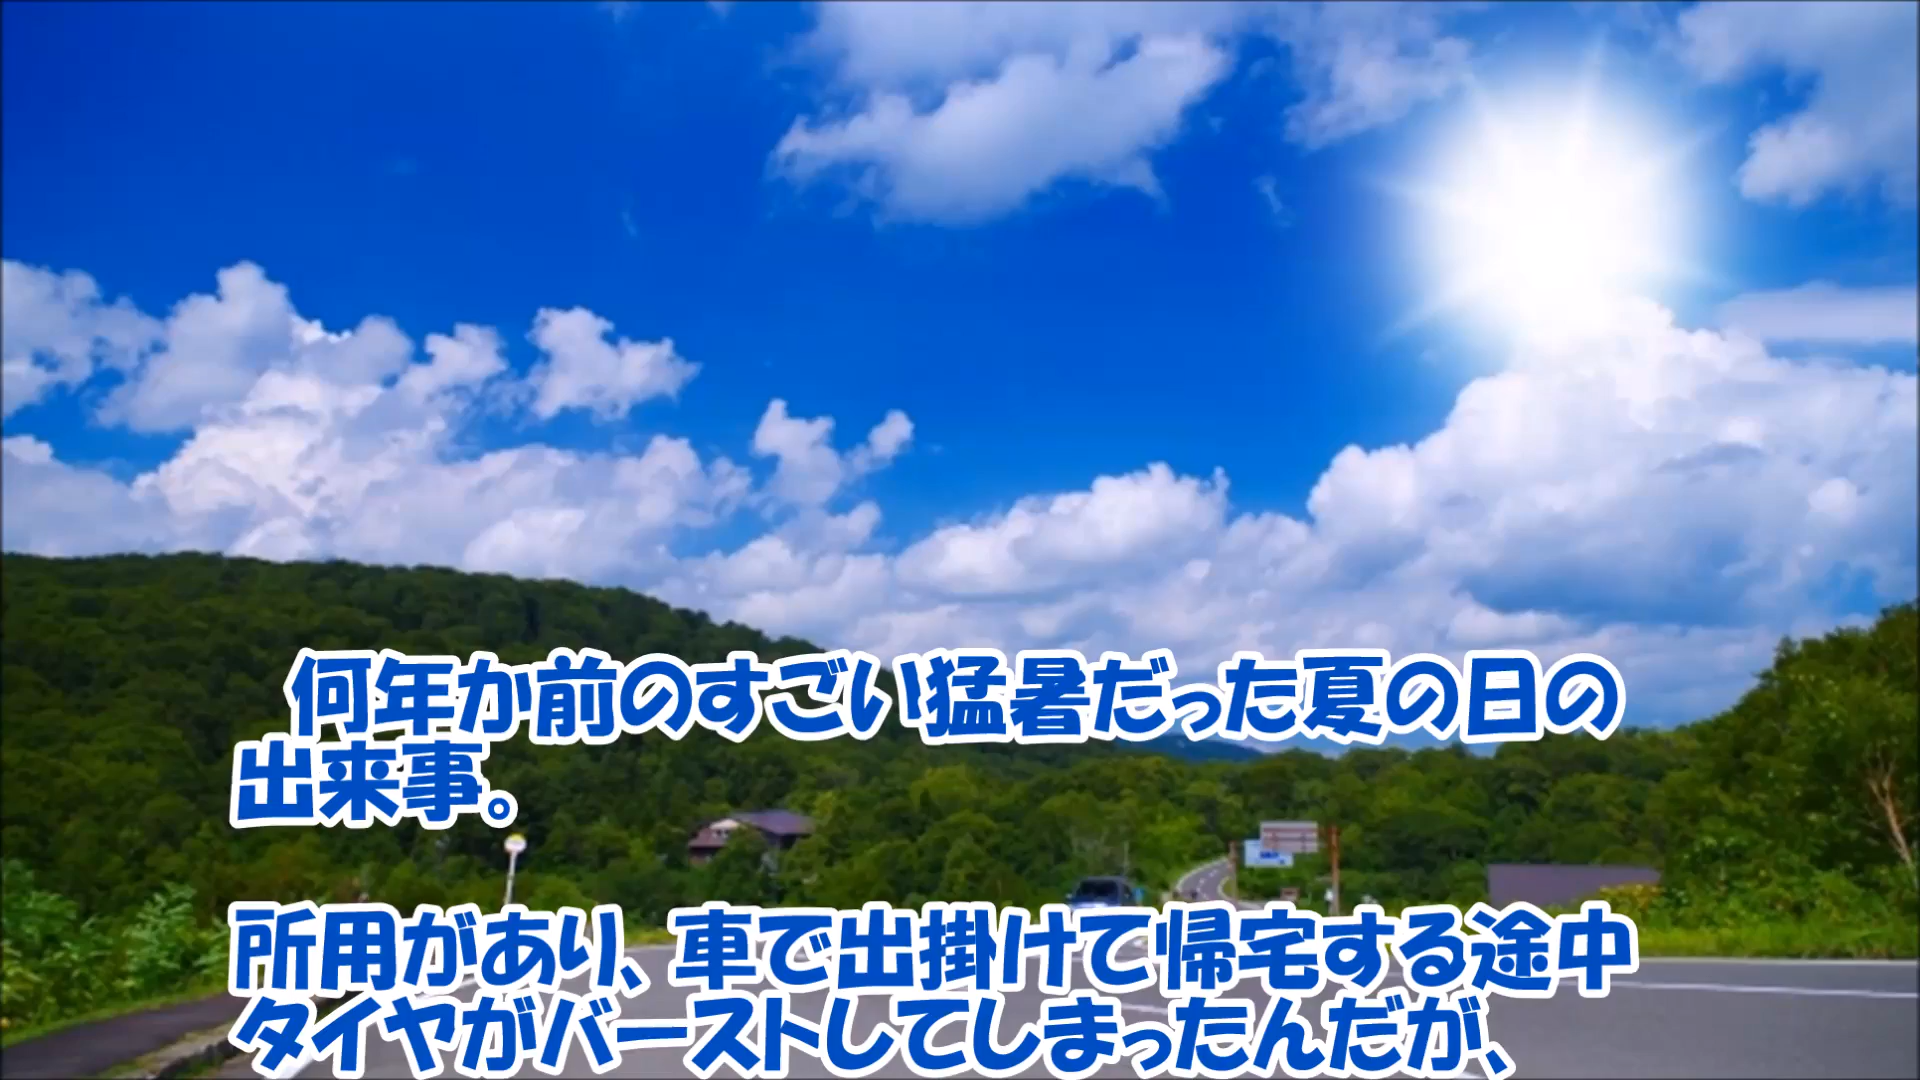 何年か前のすごい猛暑だった夏の日の
出来事。
所用があり、車で出掛けて帰宅する途中
タイヤがバーストしてしまったんだが、